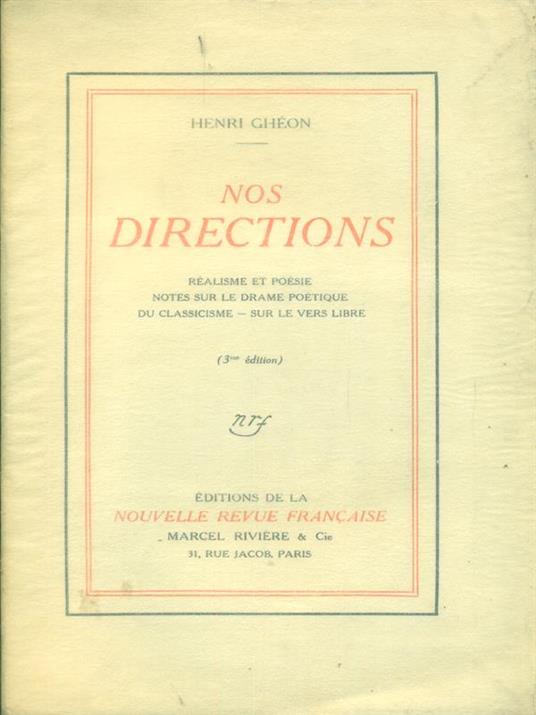 HENRI GHÉON
NOS
DIRECTIONS
RÉALISME ET POÉSIE
NOTES SUR LE DRAME POÉTIQUE
DU CLASSICISME — SUR LE VERS LIBRE
(3me édition)
nrf
ÉDITIONS DE LA
NOUVELLE REVUE FRANÇAISE
MARCEL RIVIÈRE & Cie
31, RUE JACOB, PARIS